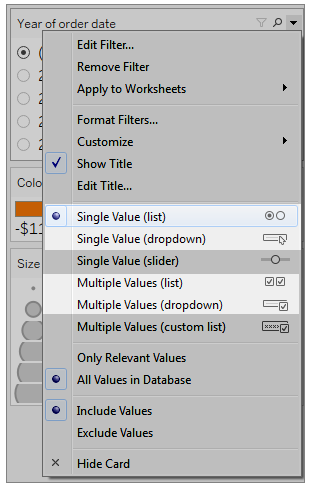 Year of order date
Edit Filter...
Remove Filter
Apply to Worksheets
Format Filters...
Customize
Show Title
Edit Title...
Colo
Single Value (list)
-$11
Single Value (dropdown)
Single Value (slider)
Size
Multiple Values (list)
Multiple Values (dropdown)
Multiple Values (custom list)
Only Relevant Values
All Values in Database
Include Values
Exclude Values
Hide Card